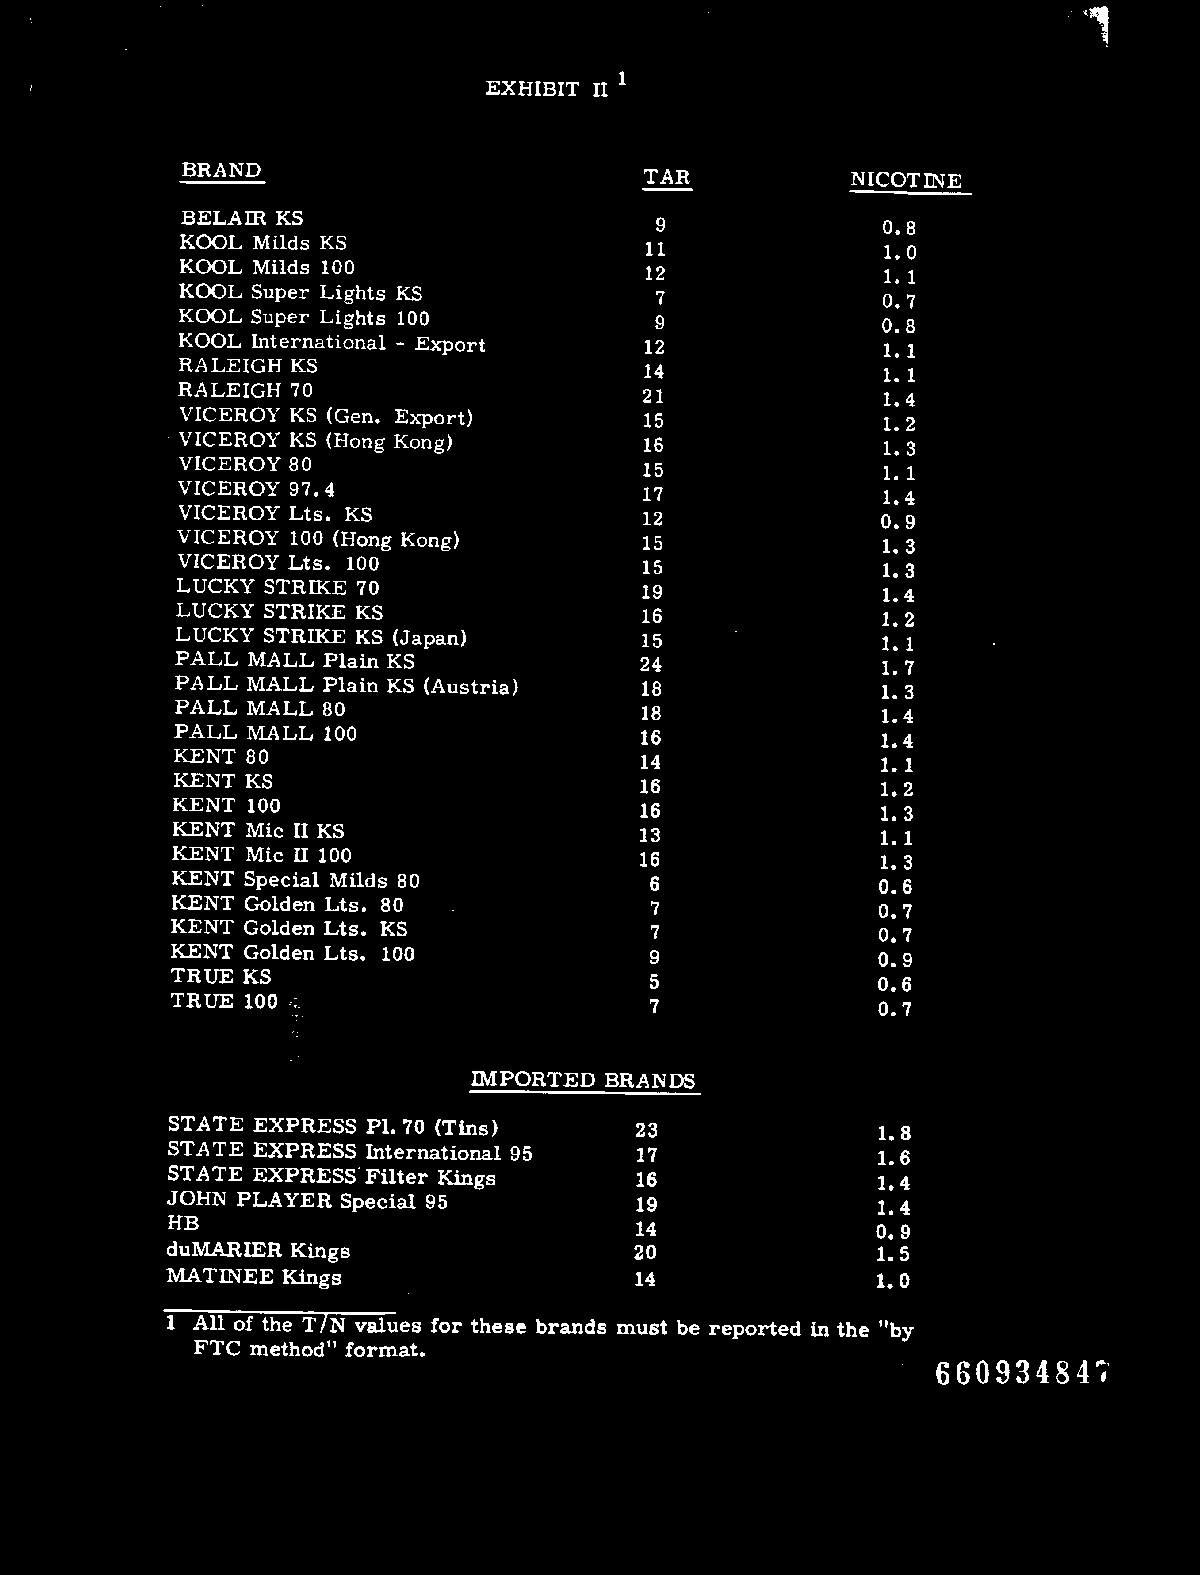 EXHIBIT II 1
BRAND TAR NICOTINE
BELAIR KS 9 0.8
KOOL Milds KS 11 1.0
KOOL Milds 100 12 1.1
KOOL Super Lights KS 7 0.7
KOOL Super Lights 100 9 0.8
KOOL International - Export 12 1.1
RALEIGH KS 14 1.1
RALEIGH 70 21 1.4
VICEROY KS (Gen. Export) 15 1.2
VICEROY KS (Hong Kong) 16 1.3
VICEROY 80 15 1.1
VICEROY 97.4 17 1.4
VICEROY Lts. KS 12 0.9
VICEROY 100 (Hong Kong) 15 1.3
VICEROY Lts. 100 15 1.3
LUCKY STRIKE 70 19 1.4
LUCKY STRIKE KS 16 1.2
LUCKY STRIKE KS (Japan) 15 1.1
PALL MALL Plain KS 24 1.7
PALL MALL Plain KS (Austria) 18 1.3
PALL MALL 80 18 1.4
PALL MALL 100 16 1.4
KENT 80 14 1.1
KENT KS 16 1.2
KENT 100 16 1.3
KENT Mic II KS 13 1.1
KENT Mic II 100 16 1.3
KENT Special Milds 80 6 0.6
KENT Golden Lts. 80 7 0.7
KENT Golden Lts. KS 7 0.7
KENT Golden Lts. 100 9 0.9
TRUE KS 5 0.6
TRUE 100 7 0.7
IMPORTED BRANDS
STATE EXPRESS Pl. 70 (Tins) 23 1.8
STATE EXPRESS International 95 17 1.6
STATE EXPRESS Filter Kings 16 1.4
JOHN PLAYER Special 95 19 1.4
HB 14 0.9
duMARIER Kings 20 1.5
MATINEE Kings 14 1.0
1 All of the T/N values for these brands must be reported in the "by
FTC method" format.
660934847